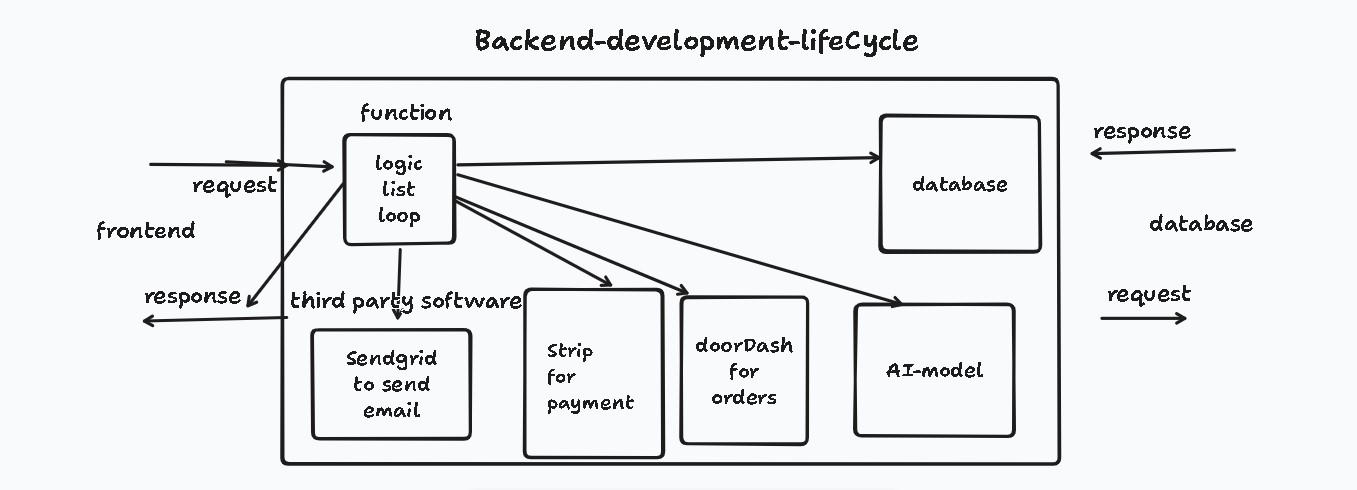 Backend-development-lifeCycle
function
logic
list
loop
request
frontend
response
third party software
Sendgrid
to send
email
Strip
for
payment
doorDash
for
orders
AI-model
database
response
database
request